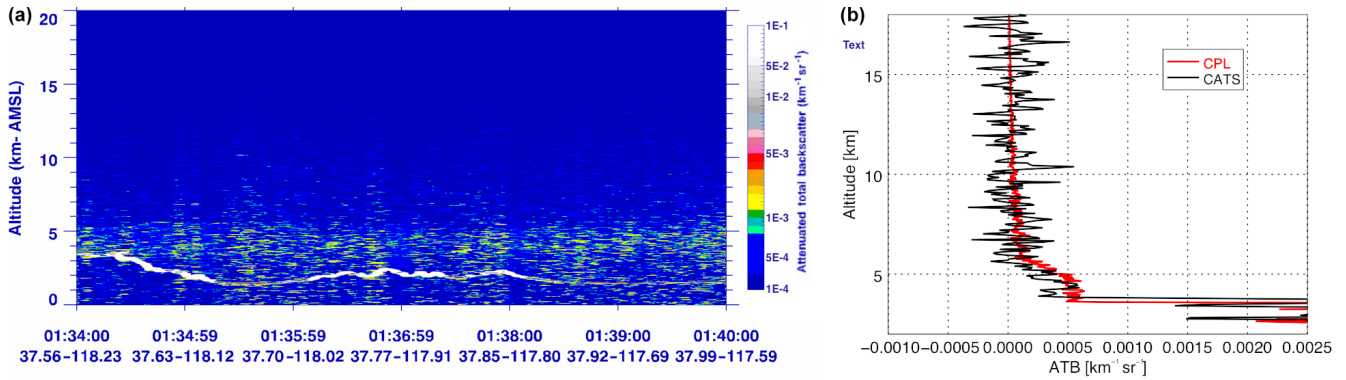 (a)
20
15
10
5
0
Altitude (km- AMSL)
1E-1
5E-2
1E-2
5E-3
1E-3
5E-4
1E-4
Attenuated total backscatter (km⁻¹ sr⁻¹)
01:34:00 01:34:59 01:35:59 01:36:59 01:38:00 01:39:00 01:40:00
37.56-118.23 37.63-118.12 37.70-118.02 37.77-117.91 37.85-117.80 37.92-117.69 37.99-117.59
(b)
Text
CPL
CATS
15
10
5
Altitude [km]
-0.0010 -0.0005 0.0000 0.0005 0.0010 0.0015 0.0020 0.0025
ATB [km⁻¹ sr⁻¹]